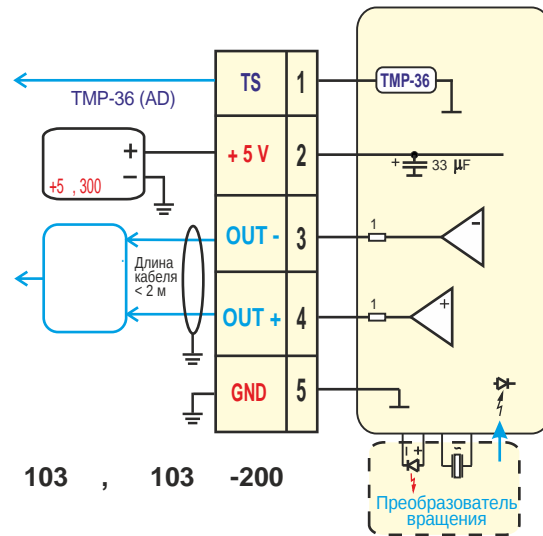 TS 1 TMP-36
TMP-36 (AD)
+ 5 V 2 + 33 µF
+ −
+5 , 300
OUT - 3 1 -
Длина
кабеля
< 2 м
OUT + 4 1 +
GND 5
− + ~
103 , 103 -200
Преобразователь
вращения